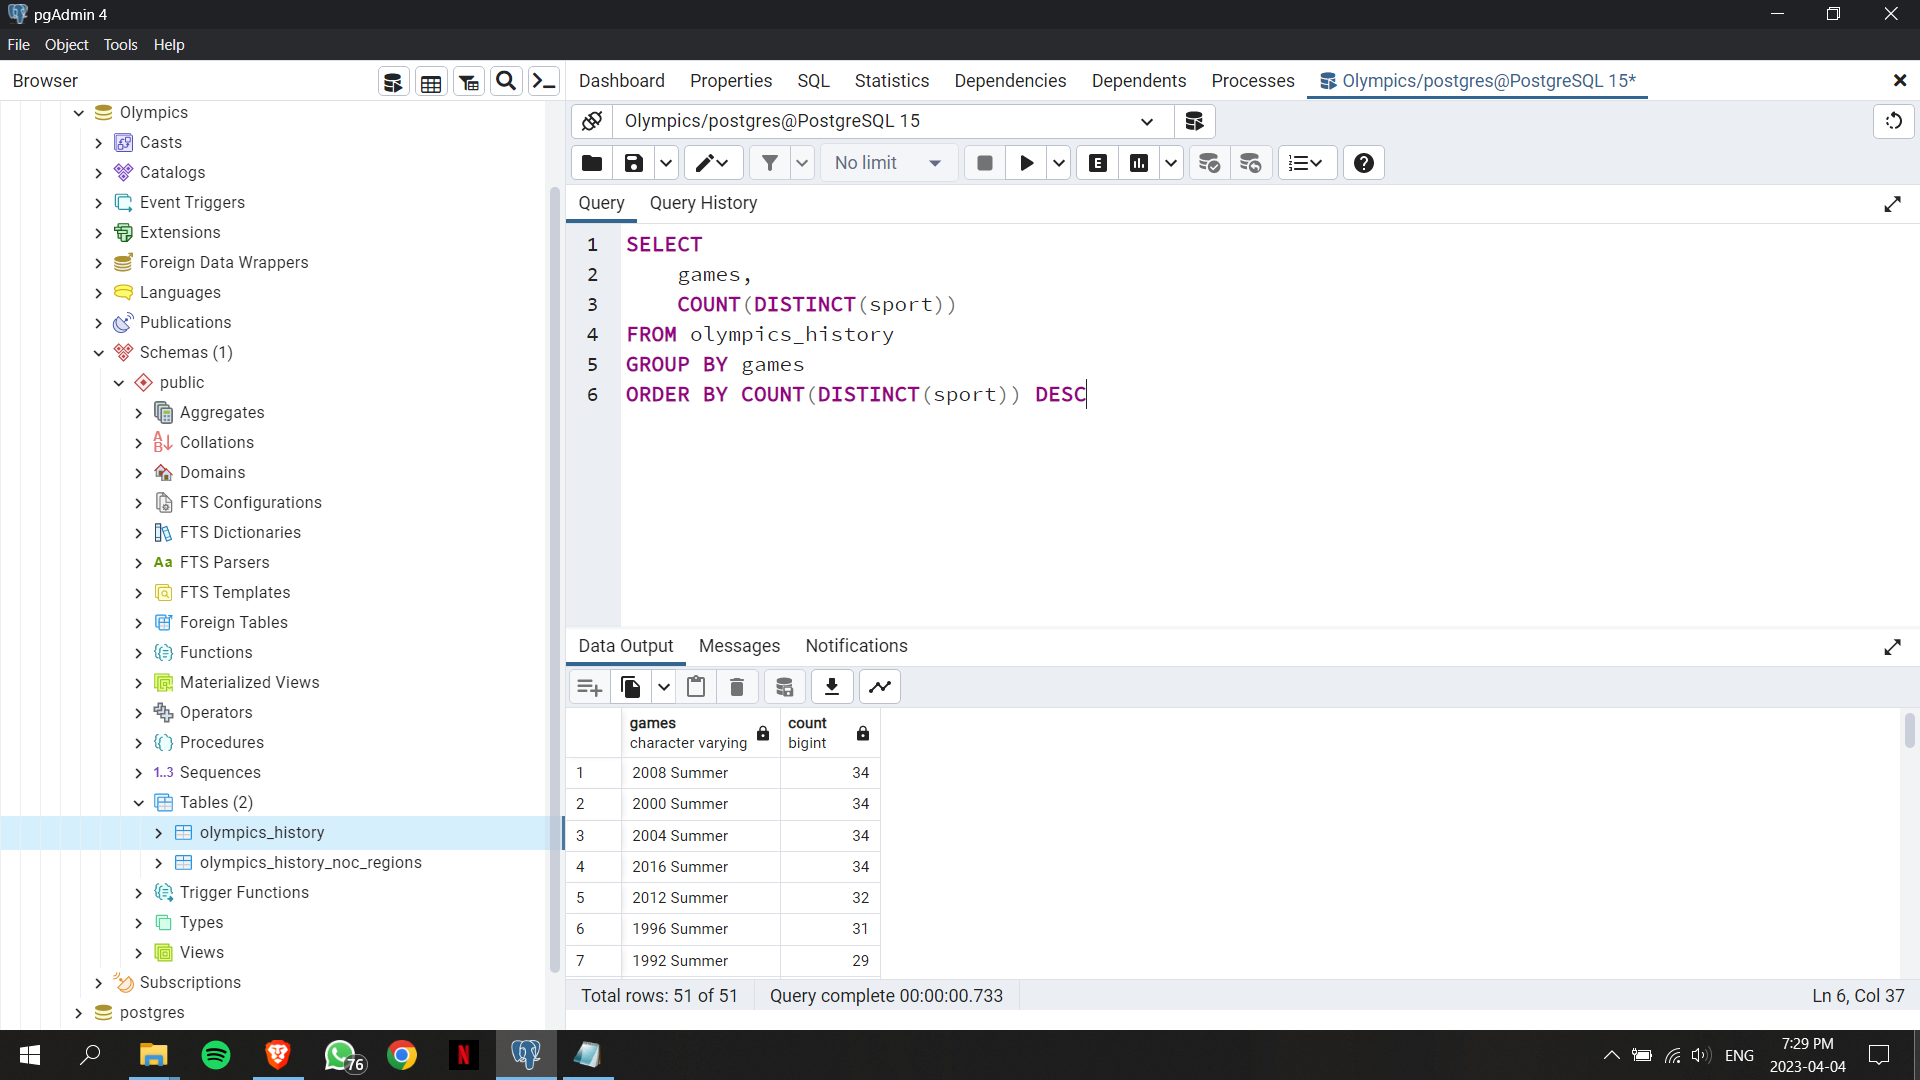 pgAdmin 4
File Object Tools Help
Browser
Dashboard Properties SQL Statistics Dependencies Dependents Processes Olympics/postgres@PostgreSQL 15*
Olympics
Casts
Catalogs
Event Triggers
Extensions
Foreign Data Wrappers
Languages
Publications
Schemas (1)
public
Aggregates
Collations
Domains
FTS Configurations
FTS Dictionaries
Aa FTS Parsers
FTS Templates
Foreign Tables
Functions
Materialized Views
Operators
Procedures
1..3 Sequences
Tables (2)
olympics_history
olympics_history_noc_regions
Trigger Functions
Types
Views
Subscriptions
postgres
Olympics/postgres@PostgreSQL 15
No limit
E
Query Query History
1 SELECT
2 games,
3 COUNT(DISTINCT(sport))
4 FROM olympics_history
5 GROUP BY games
6 ORDER BY COUNT(DISTINCT(sport)) DESC
Data Output Messages Notifications
games count
character varying bigint
1 2008 Summer 34
2 2000 Summer 34
3 2004 Summer 34
4 2016 Summer 34
5 2012 Summer 32
6 1996 Summer 31
7 1992 Summer 29
Total rows: 51 of 51 Query complete 00:00:00.733 Ln 6, Col 37
76
N
ENG
7:29 PM
2023-04-04